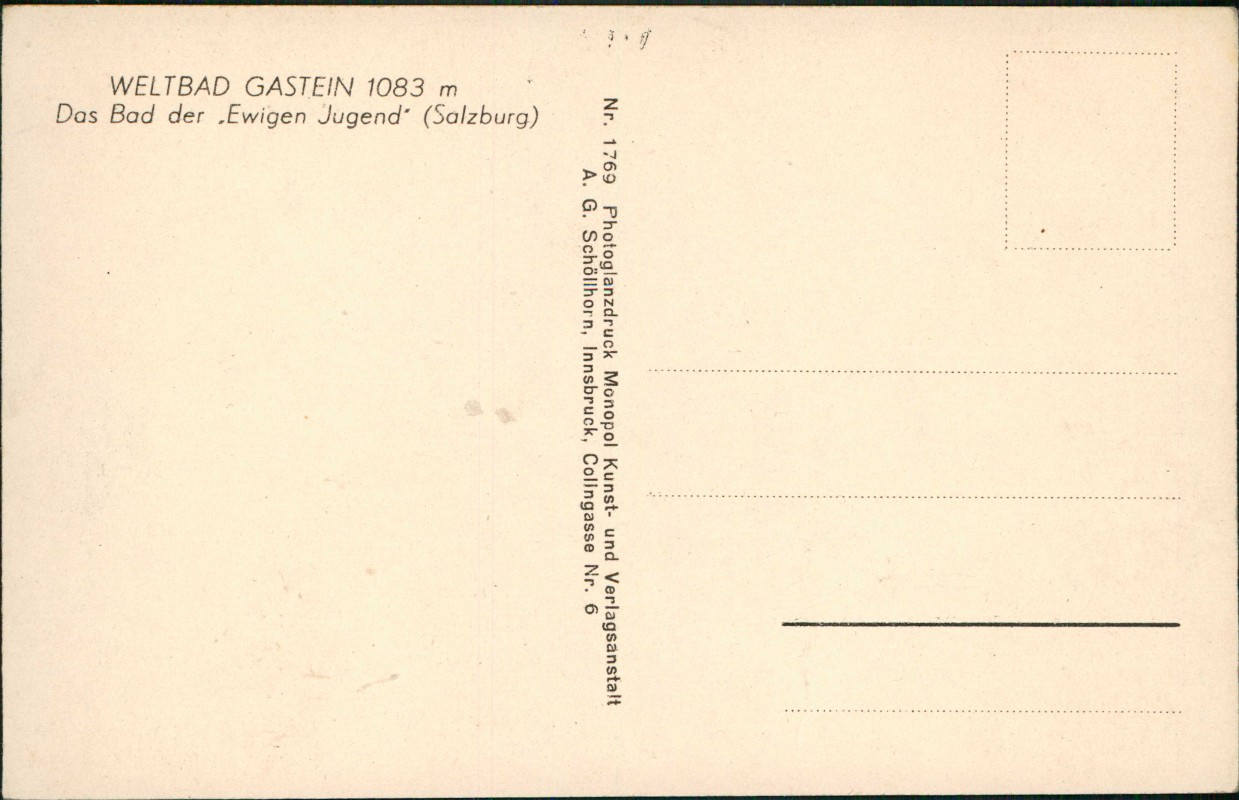 WELTBAD GASTEIN 1083 m
Das Bad der „Ewigen Jugend“ (Salzburg)
Nr. 1769 Photoglanzdruck Monopol Kunst- und Verlagsanstalt
A. G. Schöllhorn, Innsbruck, Colingasse Nr. 6